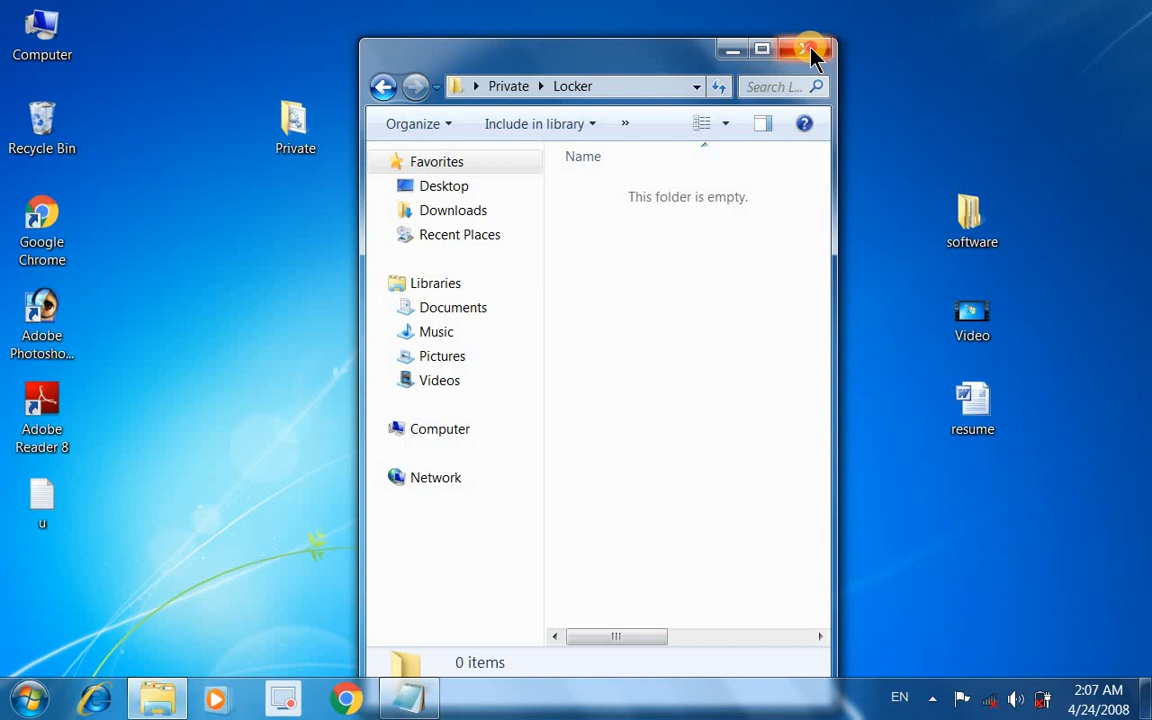 Computer
Recycle Bin
Google
Chrome
Adobe
Photosho...
Adobe
Reader 8
u
Private
Private Locker
Search L...
Organize
Include in library
»
Favorites
Desktop
Downloads
Recent Places
Libraries
Documents
Music
Pictures
Videos
Computer
Network
Name
This folder is empty.
0 items
software
Video
resume
EN
2:07 AM
4/24/2008